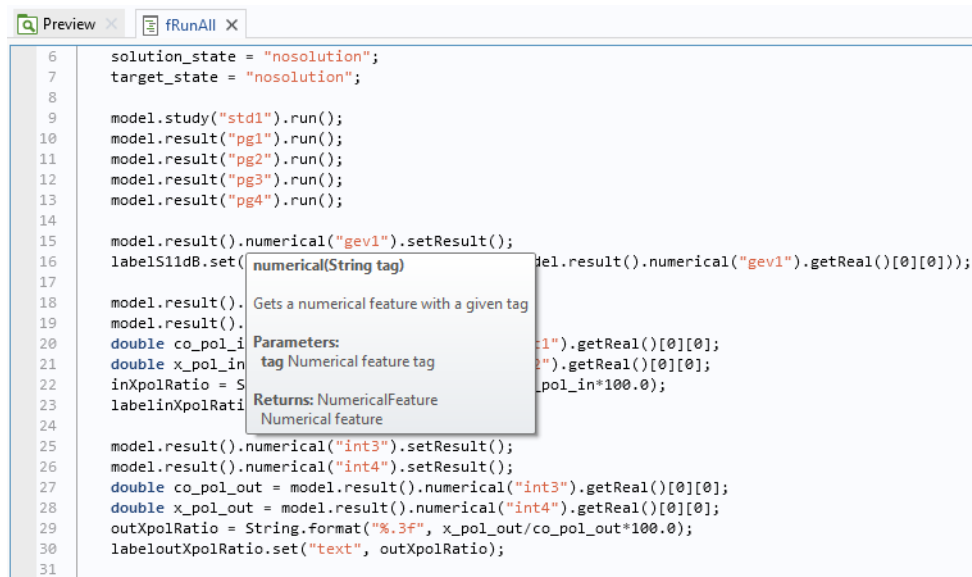 Preview
fRunAll
6 solution_state = "nosolution";
7 target_state = "nosolution";
8
9 model.study("std1").run();
10 model.result("pg1").run();
11 model.result("pg2").run();
12 model.result("pg3").run();
13 model.result("pg4").run();
14
15 model.result().numerical("gev1").setResult();
16 labelS11dB.set( del.result().numerical("gev1").getReal()[0][0]));
numerical(String tag)
17
18 model.result().
Gets a numerical feature with a given tag
19 model.result().
20 double co_pol_i t1").getReal()[0][0];
Parameters:
21 double x_pol_in 2").getReal()[0][0];
tag Numerical feature tag
22 inXpolRatio = S _pol_in*100.0);
23 labelinXpolRati
Returns: NumericalFeature
Numerical feature
24
25 model.result().numerical("int3").setResult();
26 model.result().numerical("int4").setResult();
27 double co_pol_out = model.result().numerical("int3").getReal()[0][0];
28 double x_pol_out = model.result().numerical("int4").getReal()[0][0];
29 outXpolRatio = String.format("%.3f", x_pol_out/co_pol_out*100.0);
30 labeloutXpolRatio.set("text", outXpolRatio);
31